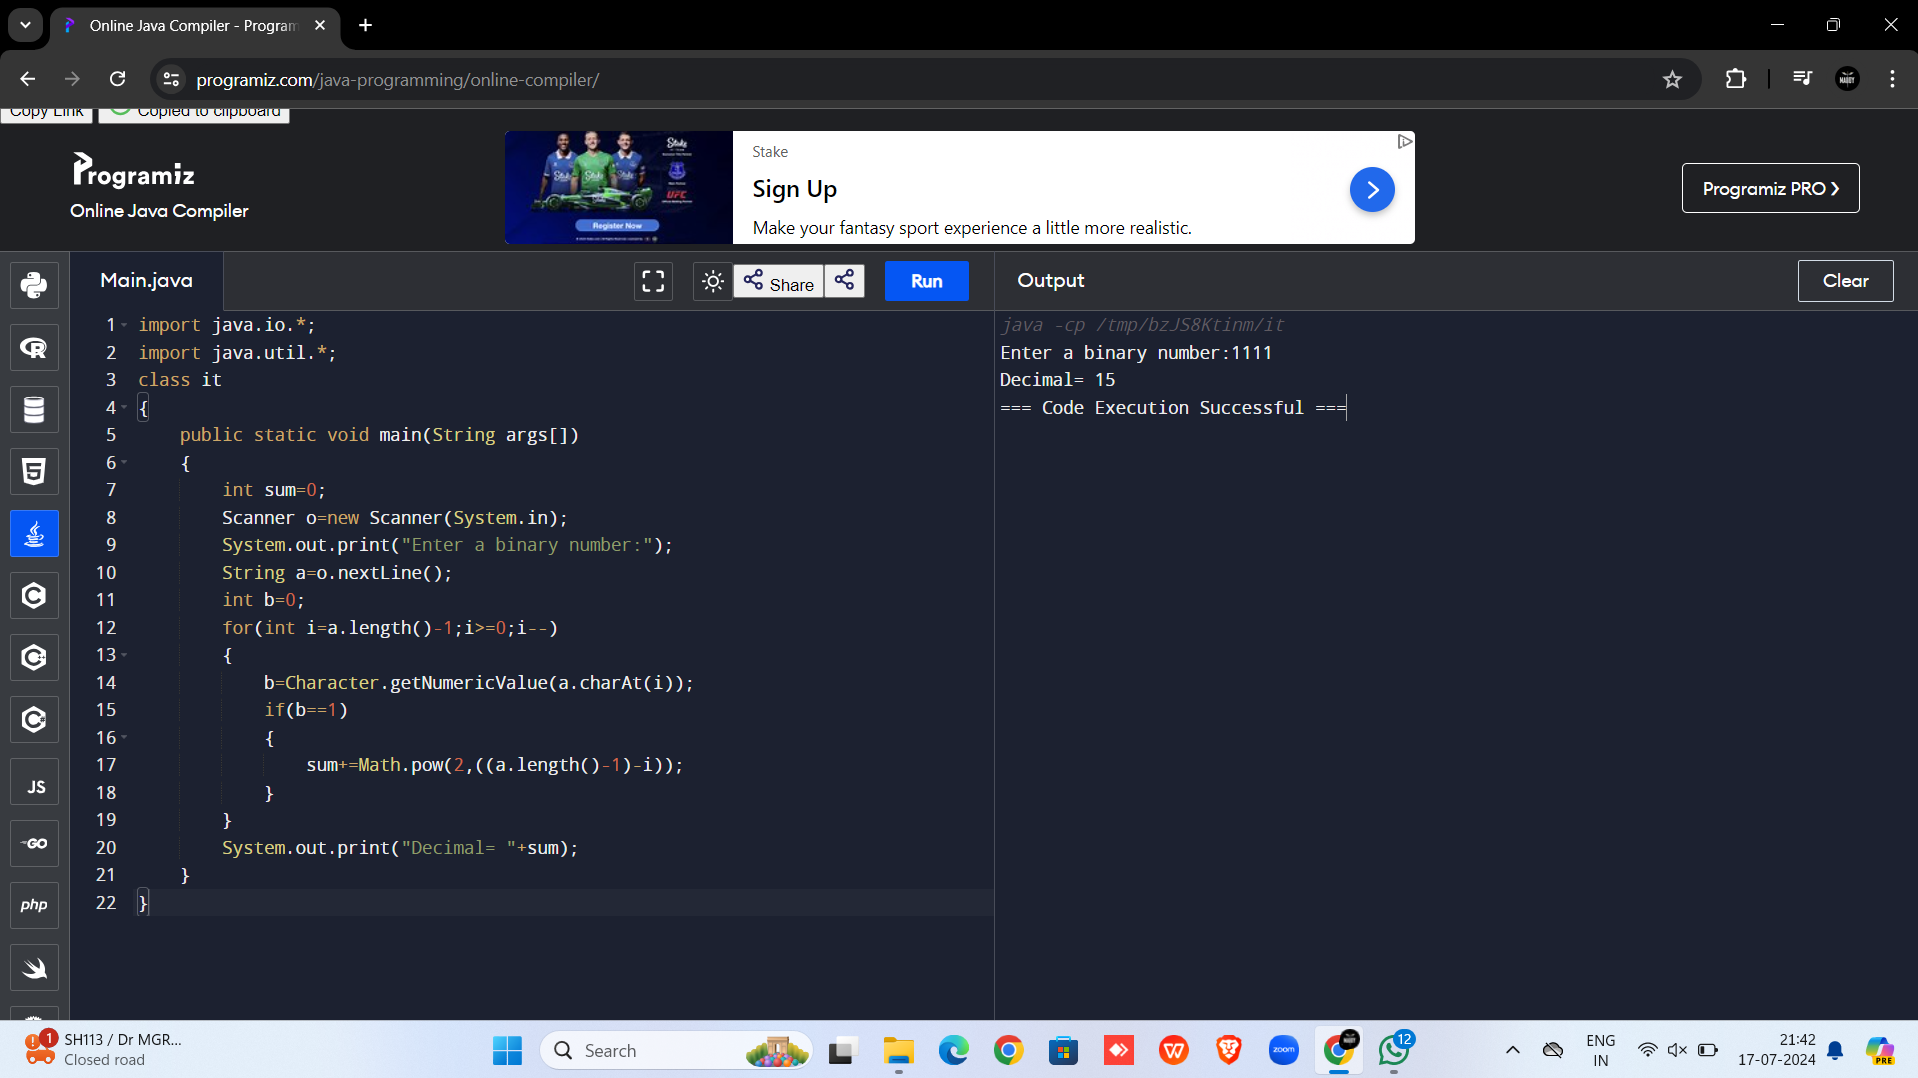 Online Java Compiler - Program
programiz.com/java-programming/online-compiler/
Copy Link
Copied to clipboard
Programiz
Online Java Compiler
Stake
Register Now
Stake
Sign Up
Make your fantasy sport experience a little more realistic.
Programiz PRO
Main.java
Share
Run
Output
Clear
1 import java.io.*;
2 import java.util.*;
3 class it
4 {
5     public static void main(String args[])
6     {
7         int sum=0;
8         Scanner o=new Scanner(System.in);
9         System.out.print("Enter a binary number:");
10         String a=o.nextLine();
11         int b=0;
12         for(int i=a.length()-1;i>=0;i--)
13         {
14             b=Character.getNumericValue(a.charAt(i));
15             if(b==1)
16             {
17                 sum+=Math.pow(2,((a.length()-1)-i));
18             }
19         }
20         System.out.print("Decimal= "+sum);
21     }
22 }
java -cp /tmp/bzJS8Ktinm/it
Enter a binary number:1111
Decimal= 15
=== Code Execution Successful ===
JS
GO
php
1
SH113 / Dr MGR...
Closed road
Search
zoom
12
ENG
IN
21:42
17-07-2024
PRE